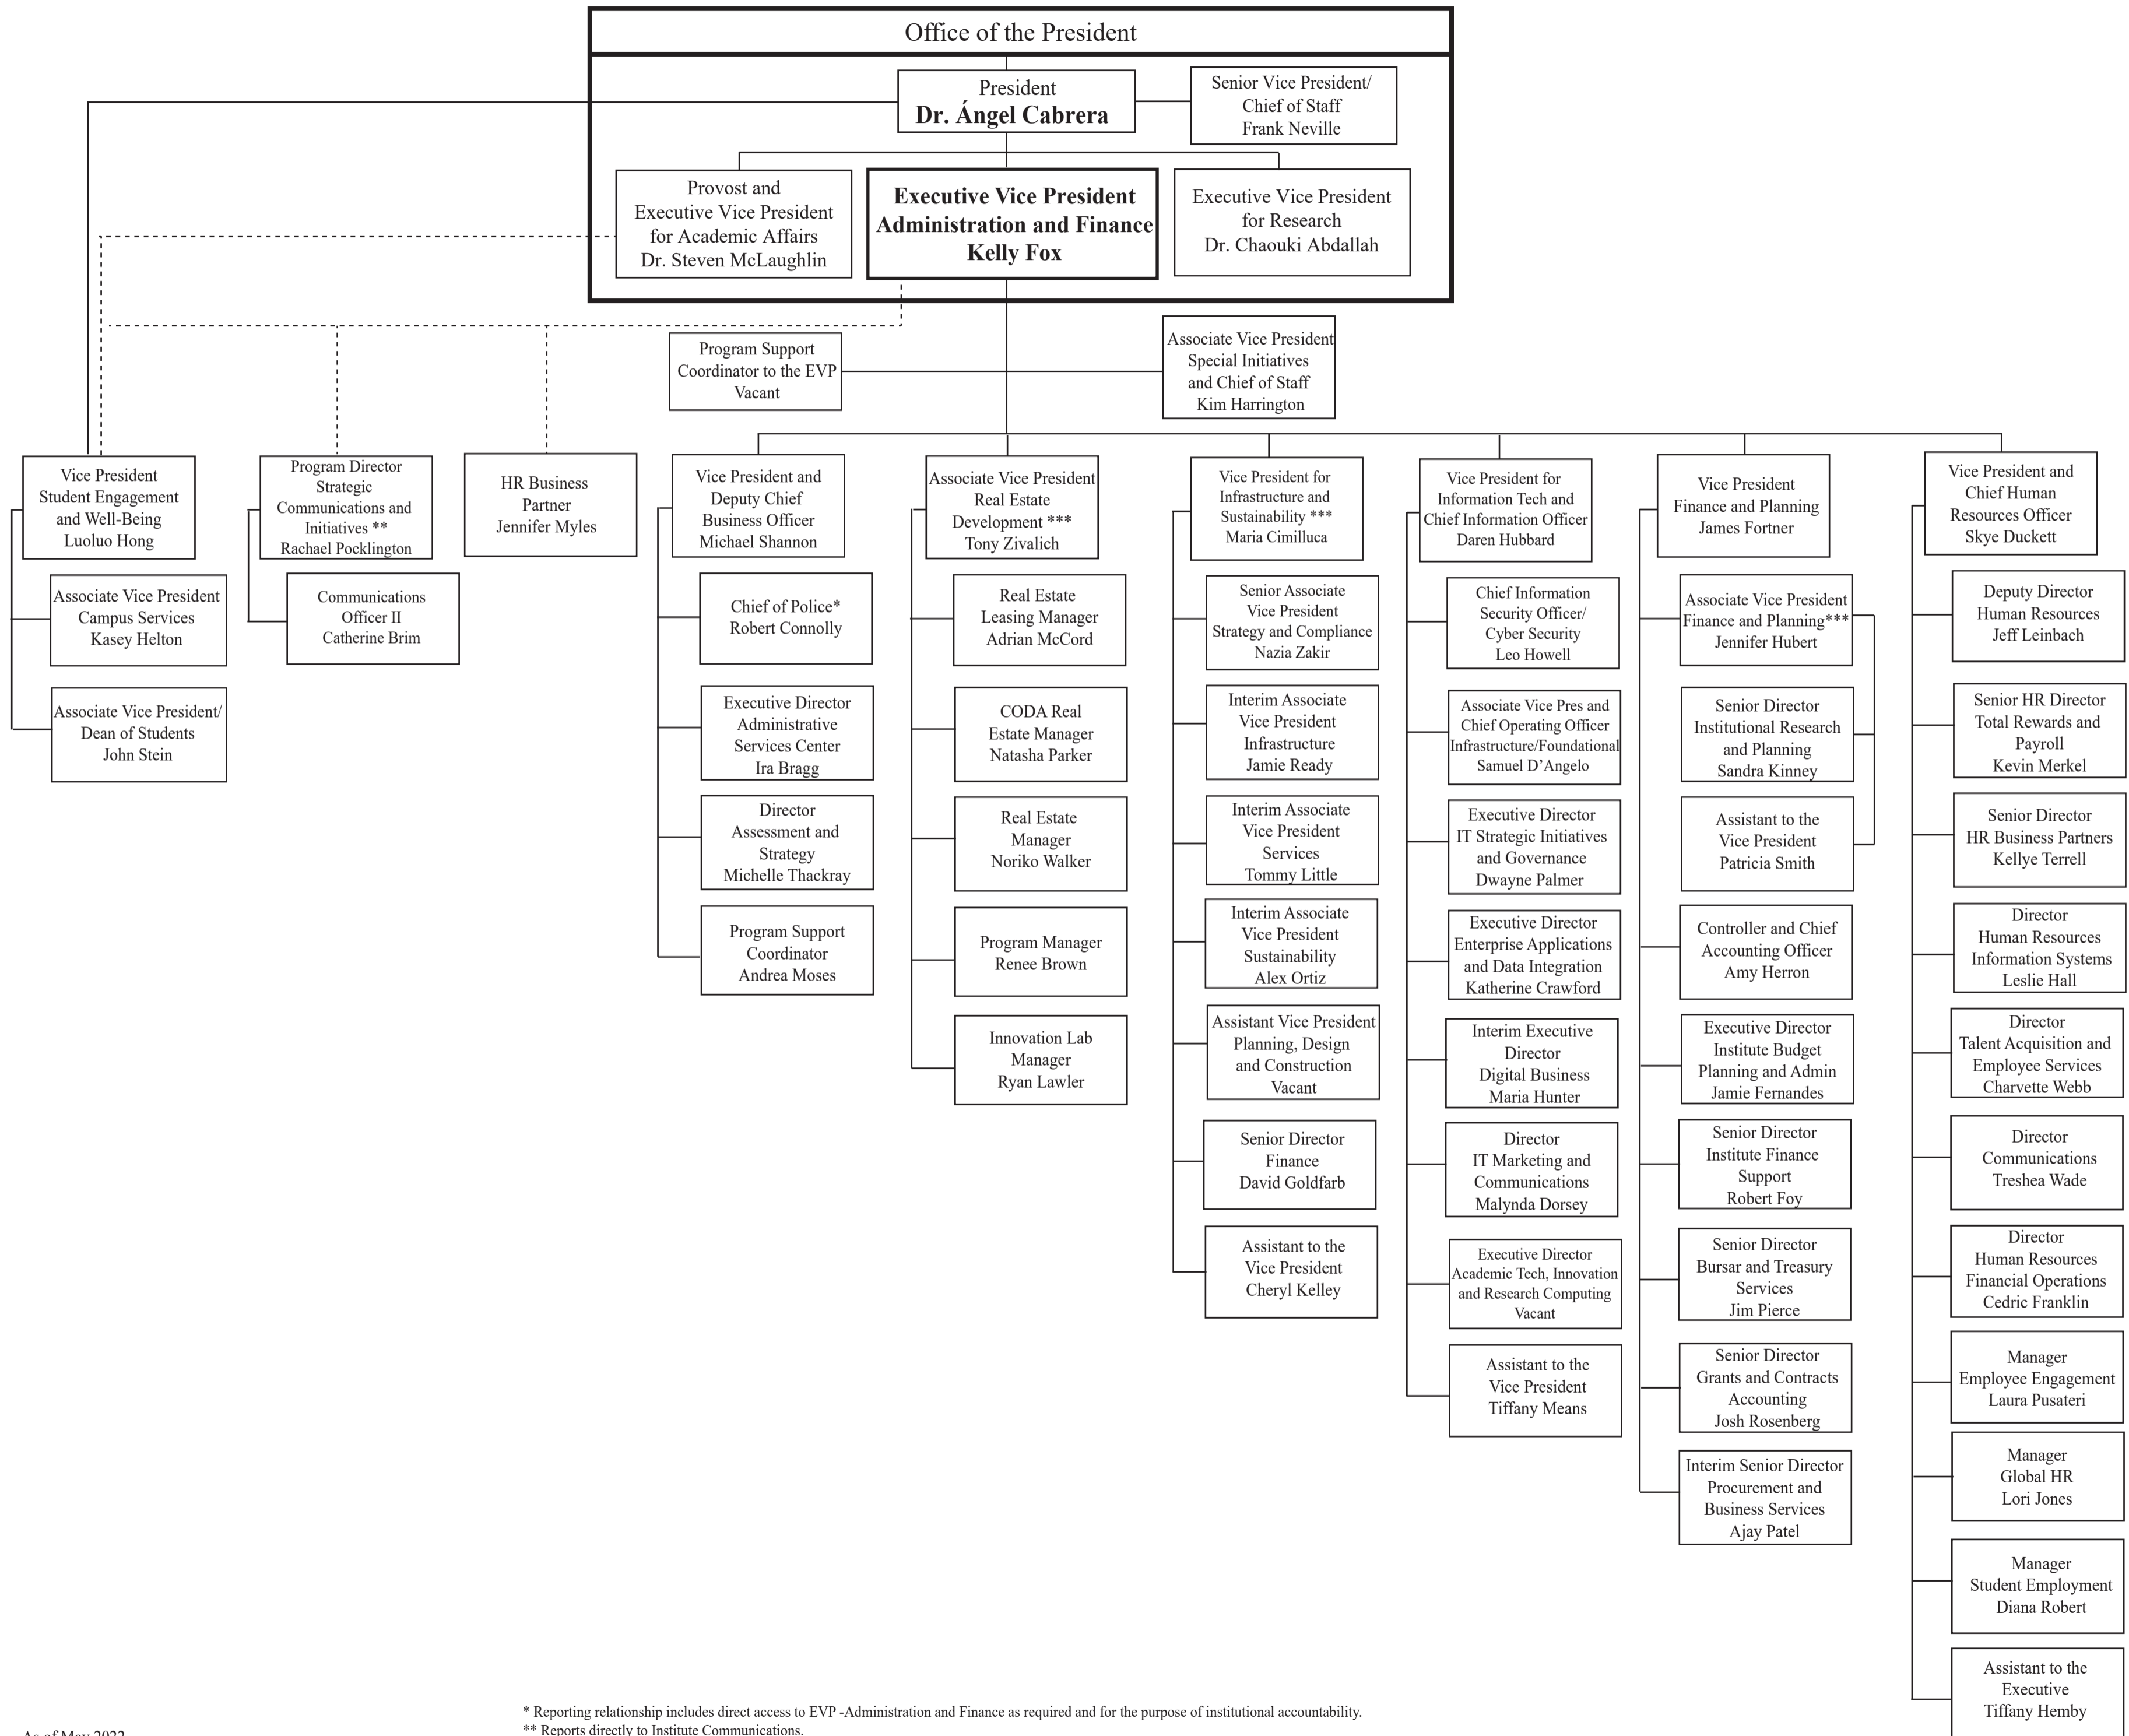 Office of the President
President
Dr. Ángel Cabrera
Senior Vice President/
Chief of Staff
Frank Neville
Provost and
Executive Vice President
for Academic Affairs
Dr. Steven McLaughlin
Executive Vice President
Administration and Finance
Kelly Fox
Executive Vice President
for Research
Dr. Chaouki Abdallah
Program Support
Coordinator to the EVP
Vacant
Associate Vice President
Special Initiatives
and Chief of Staff
Kim Harrington
Vice President
Student Engagement
and Well-Being
Luoluo Hong
Associate Vice President
Campus Services
Kasey Helton
Associate Vice President/
Dean of Students
John Stein
Program Director
Strategic
Communications and
Initiatives **
Rachael Pocklington
Communications
Officer II
Catherine Brim
HR Business
Partner
Jennifer Myles
Vice President and
Deputy Chief
Business Officer
Michael Shannon
Chief of Police*
Robert Connolly
Executive Director
Administrative
Services Center
Ira Bragg
Director
Assessment and
Strategy
Michelle Thackray
Program Support
Coordinator
Andrea Moses
Associate Vice President
Real Estate
Development ***
Tony Zivalich
Real Estate
Leasing Manager
Adrian McCord
CODA Real
Estate Manager
Natasha Parker
Real Estate
Manager
Noriko Walker
Program Manager
Renee Brown
Innovation Lab
Manager
Ryan Lawler
Vice President for
Infrastructure and
Sustainability ***
Maria Cimilluca
Senior Associate
Vice President
Strategy and Compliance
Nazia Zakir
Interim Associate
Vice President
Infrastructure
Jamie Ready
Interim Associate
Vice President
Services
Tommy Little
Interim Associate
Vice President
Sustainability
Alex Ortiz
Assistant Vice President
Planning, Design
and Construction
Vacant
Senior Director
Finance
David Goldfarb
Assistant to the
Vice President
Cheryl Kelley
Vice President for
Information Tech and
Chief Information Officer
Daren Hubbard
Chief Information
Security Officer/
Cyber Security
Leo Howell
Associate Vice Pres and
Chief Operating Officer
Infrastructure/Foundational
Samuel D’Angelo
Executive Director
IT Strategic Initiatives
and Governance
Dwayne Palmer
Executive Director
Enterprise Applications
and Data Integration
Katherine Crawford
Interim Executive
Director
Digital Business
Maria Hunter
Director
IT Marketing and
Communications
Malynda Dorsey
Executive Director
Academic Tech, Innovation
and Research Computing
Vacant
Assistant to the
Vice President
Tiffany Means
Vice President
Finance and Planning
James Fortner
Associate Vice President
Finance and Planning***
Jennifer Hubert
Senior Director
Institutional Research
and Planning
Sandra Kinney
Assistant to the
Vice President
Patricia Smith
Controller and Chief
Accounting Officer
Amy Herron
Executive Director
Institute Budget
Planning and Admin
Jamie Fernandes
Senior Director
Institute Finance
Support
Robert Foy
Senior Director
Bursar and Treasury
Services
Jim Pierce
Senior Director
Grants and Contracts
Accounting
Josh Rosenberg
Interim Senior Director
Procurement and
Business Services
Ajay Patel
Vice President and
Chief Human
Resources Officer
Skye Duckett
Deputy Director
Human Resources
Jeff Leinbach
Senior HR Director
Total Rewards and
Payroll
Kevin Merkel
Senior Director
HR Business Partners
Kellye Terrell
Director
Human Resources
Information Systems
Leslie Hall
Director
Talent Acquisition and
Employee Services
Charvette Webb
Director
Communications
Treshea Wade
Director
Human Resources
Financial Operations
Cedric Franklin
Manager
Employee Engagement
Laura Pusateri
Manager
Global HR
Lori Jones
Manager
Student Employment
Diana Robert
Assistant to the
Executive
Tiffany Hemby
* Reporting relationship includes direct access to EVP -Administration and Finance as required and for the purpose of institutional accountability.
** Reports directly to Institute Communications.
As of May 2022